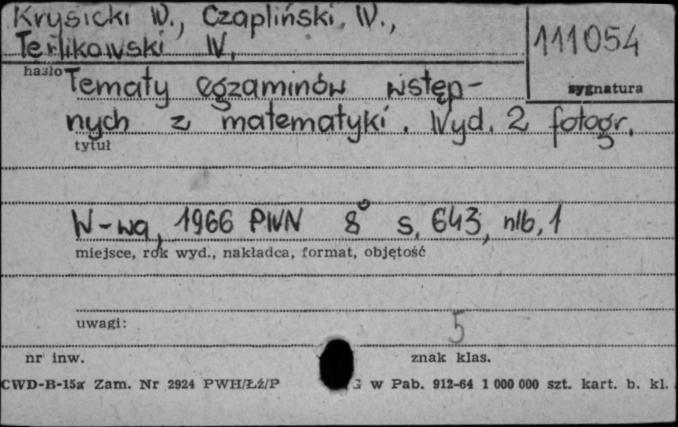 Krysicki W., Czapliński W.,
Terlikowski W.
111054
hasło
sygnatura
Tematy egzaminów wstęp-
nych z matematyki. Wyd. 2 fotogr.
tytuł
W-wa, 1966 PWN 8° s, 643, nlb, 1
miejsce, rok wyd., nakładca, format, objętość
uwagi:
5
nr inw.
znak klas.
CWD-B-15a Zam. Nr 2924 PWH/Łź/P G w Pab. 912-64 1 000 000 szt. kart. b. kl.